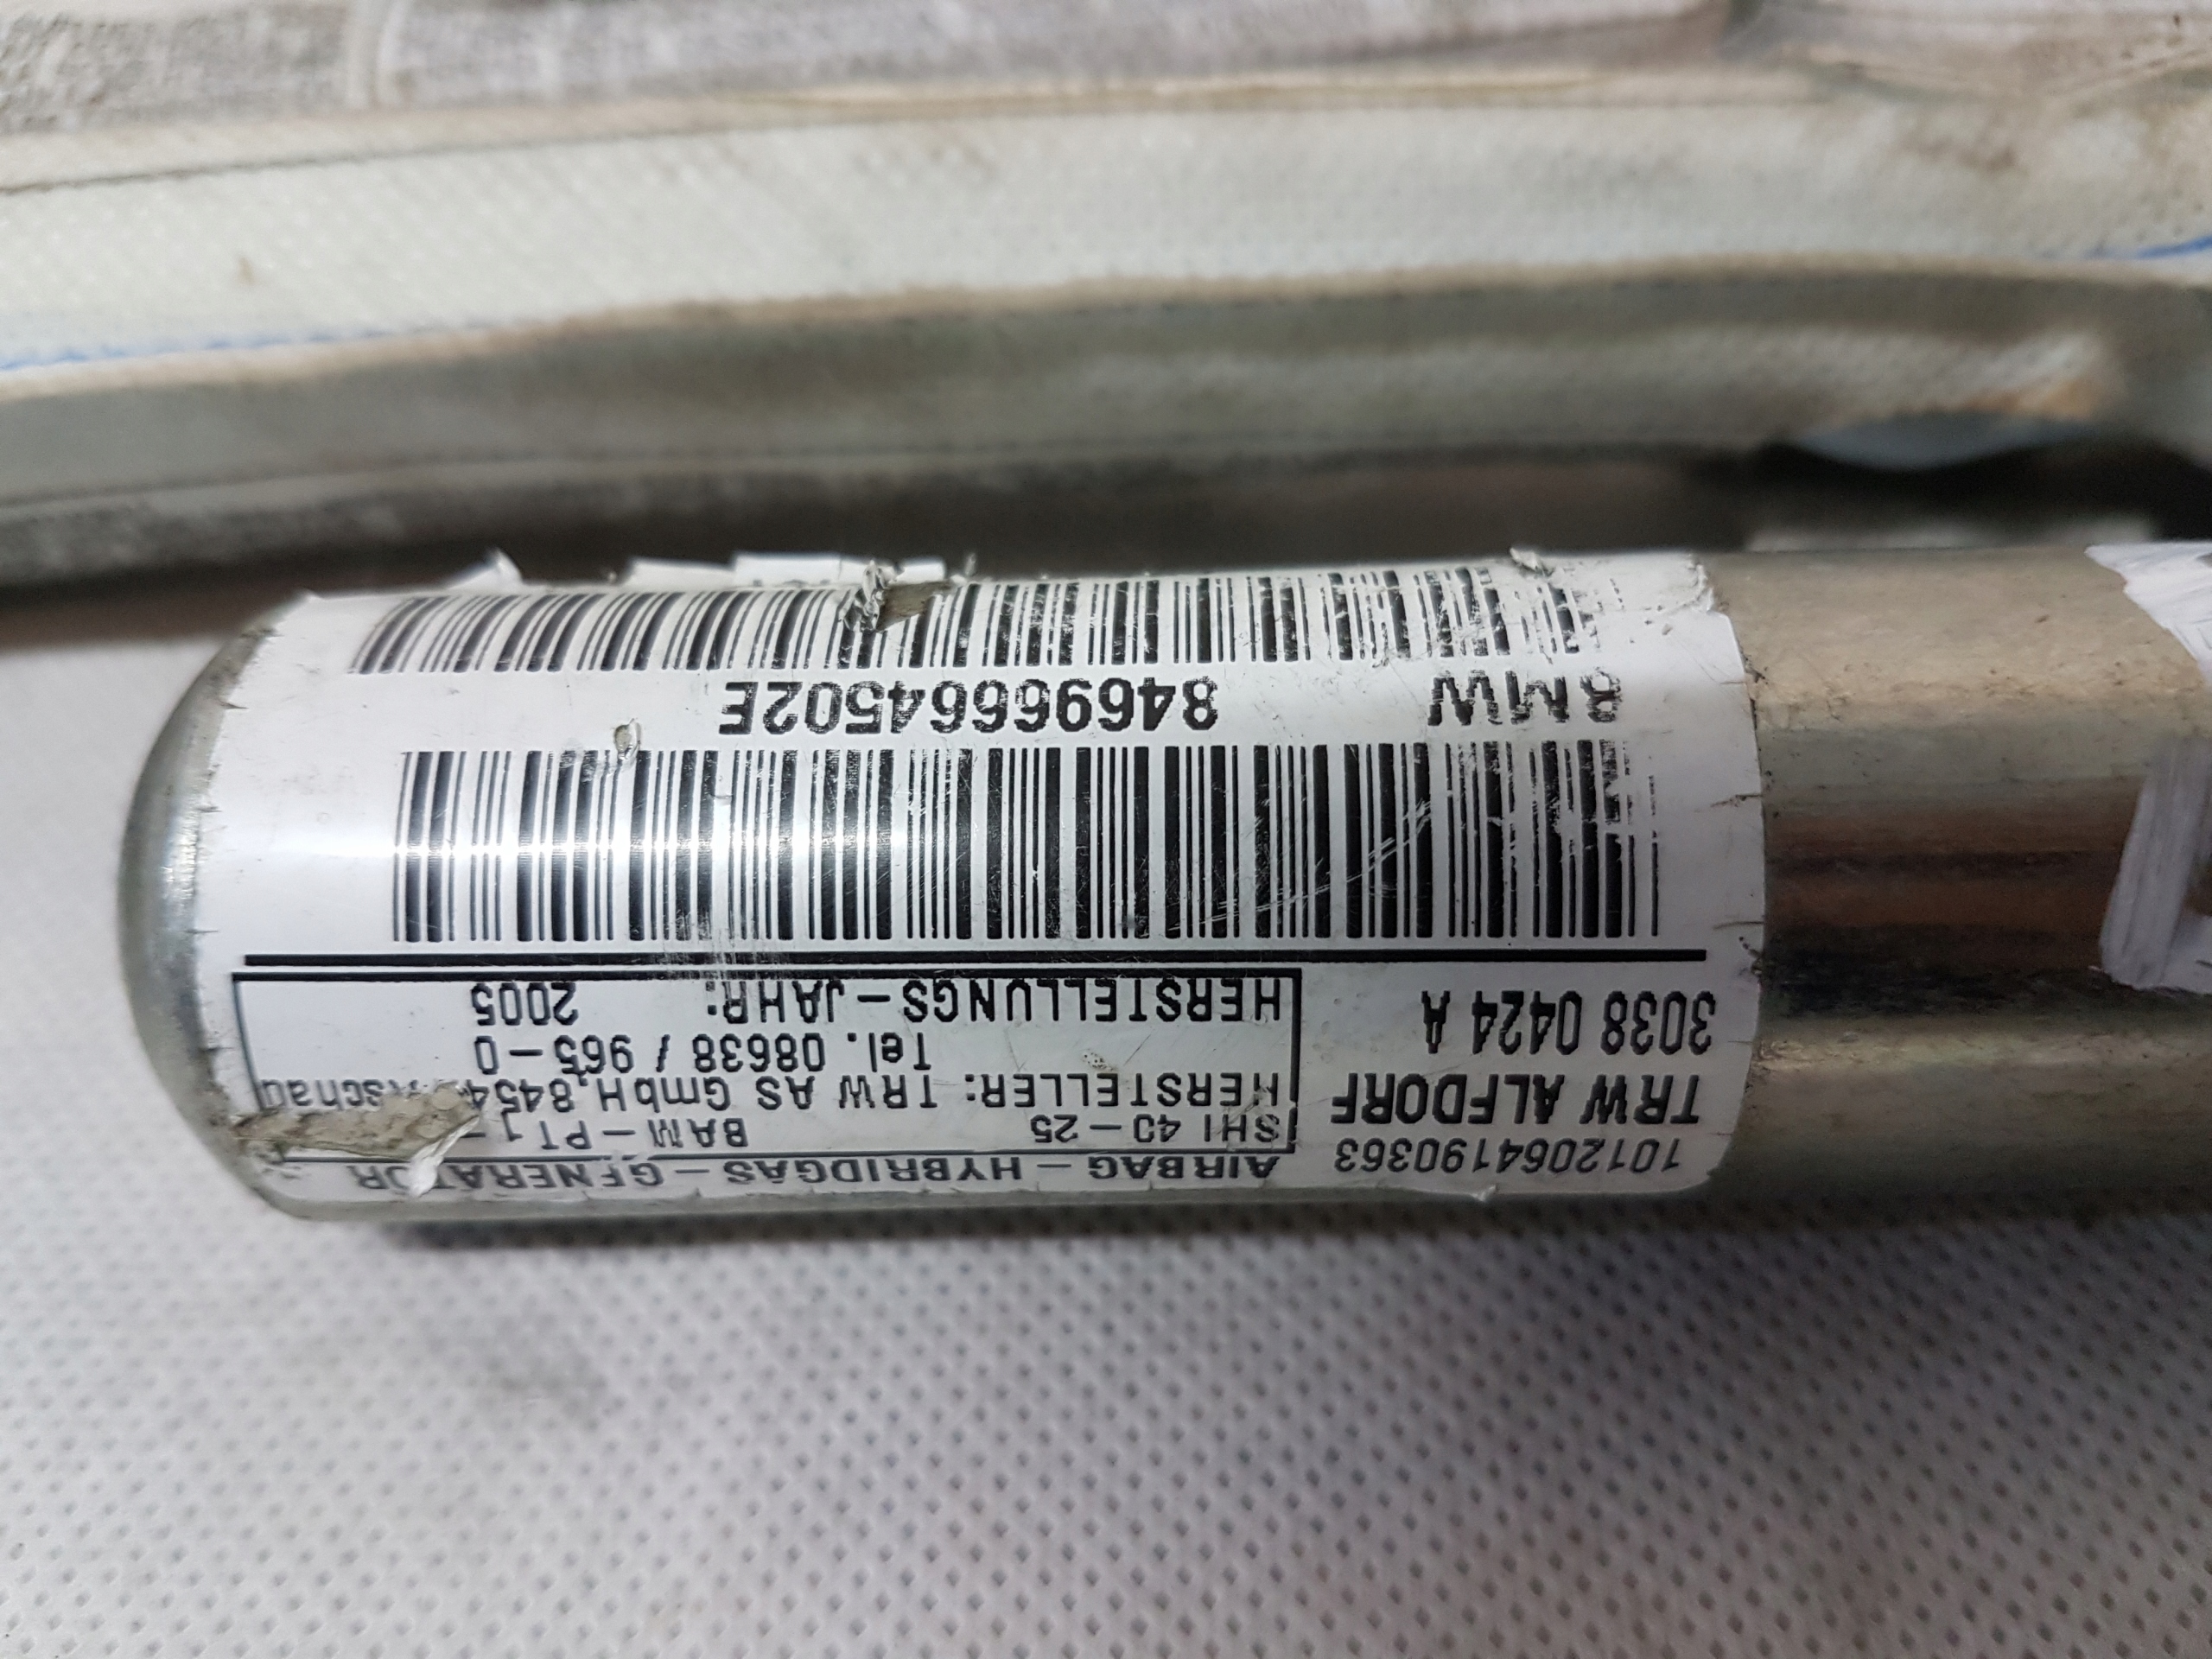 1012064190363
TRW ALFDORF
3038 0424 A
AIRBAG – HYBRIDGAS – GENERATOR
SHI 40 – 25 BAM – PT1 –
HERSTELLER: TRW AS GmbH,
Tel. 08638 / 965 – 0
HERSTELLUNGS – JAHR: 2005
BMW 84696664502E